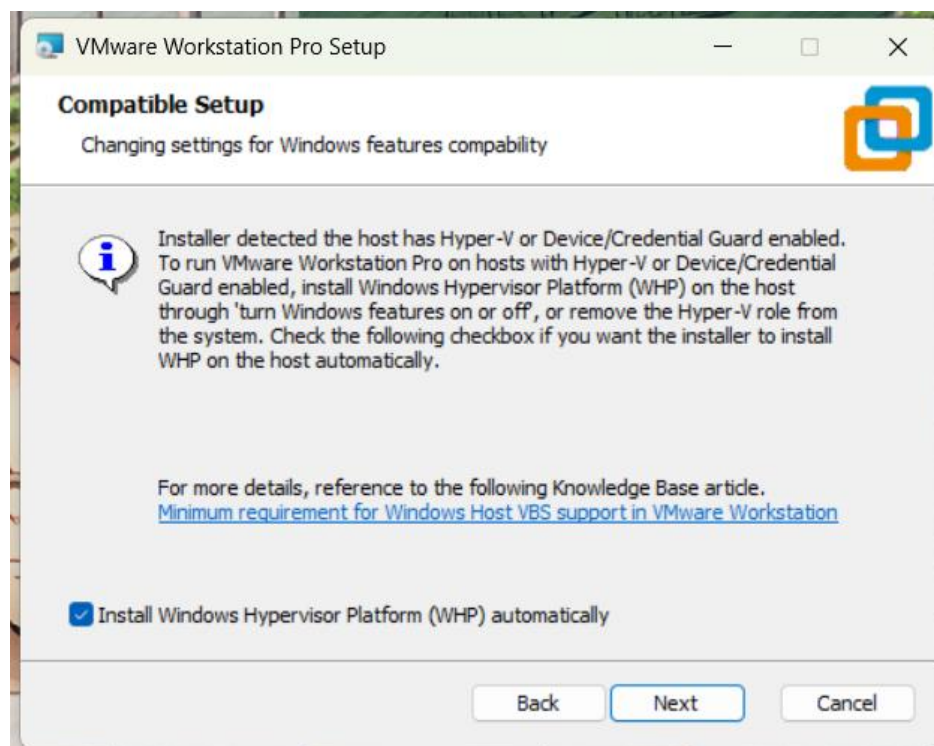 VMware Workstation Pro Setup
Compatible Setup
Changing settings for Windows features compability
Installer detected the host has Hyper-V or Device/Credential Guard enabled.
To run VMware Workstation Pro on hosts with Hyper-V or Device/Credential
Guard enabled, install Windows Hypervisor Platform (WHP) on the host
through 'turn Windows features on or off', or remove the Hyper-V role from
the system. Check the following checkbox if you want the installer to install
WHP on the host automatically.
For more details, reference to the following Knowledge Base article.
Minimum requirement for Windows Host VBS support in VMware Workstation
Install Windows Hypervisor Platform (WHP) automatically
Back Next Cancel